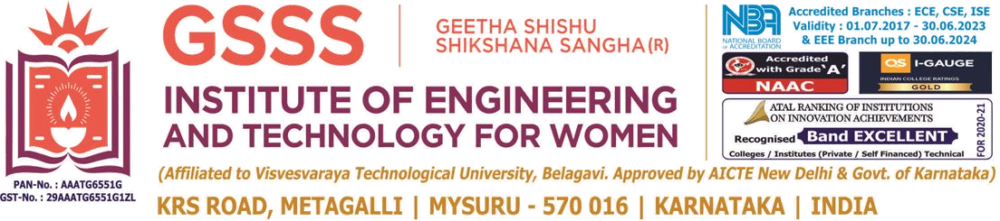 GSSS
GEETHA SHISHU
SHIKSHANA SANGHA(R)
INSTITUTE OF ENGINEERING
AND TECHNOLOGY FOR WOMEN
NBA
NATIONAL BOARD
of ACCREDITATION
Accredited Branches : ECE, CSE, ISE
Validity : 01.07.2017 - 30.06.2023
& EEE Branch up to 30.06.2024
Accredited
with Grade 'A'
NAAC
QS I-GAUGE
INDIAN COLLEGE RATINGS
GOLD
ATAL RANKING OF INSTITUTIONS
ON INNOVATION ACHIEVEMENTS
Recognised Band EXCELLENT
Colleges / Institutes (Private / Self Financed) Technical
FOR 2020-21
PAN-No. : AAATG6551G
GST-No. : 29AAATG6551G1ZL
(Affiliated to Visvesvaraya Technological University, Belagavi. Approved by AICTE New Delhi & Govt. of Karnataka)
KRS ROAD, METAGALLI | MYSURU - 570 016 | KARNATAKA | INDIA